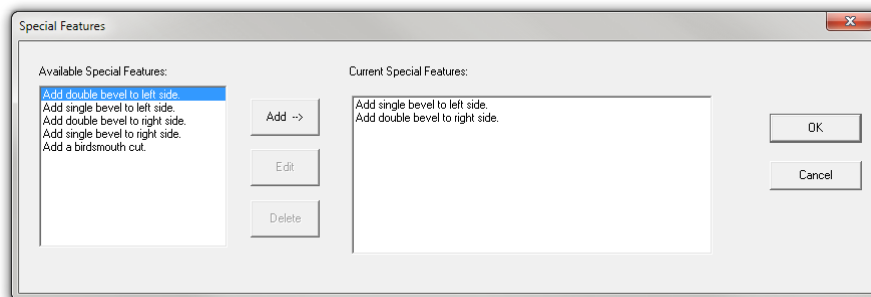 Special Features
Available Special Features:
Add double bevel to left side.
Add single bevel to left side.
Add double bevel to right side.
Add single bevel to right side.
Add a birdsmouth cut.
Add -->
Edit
Delete
Current Special Features:
Add single bevel to left side.
Add double bevel to right side.
OK
Cancel